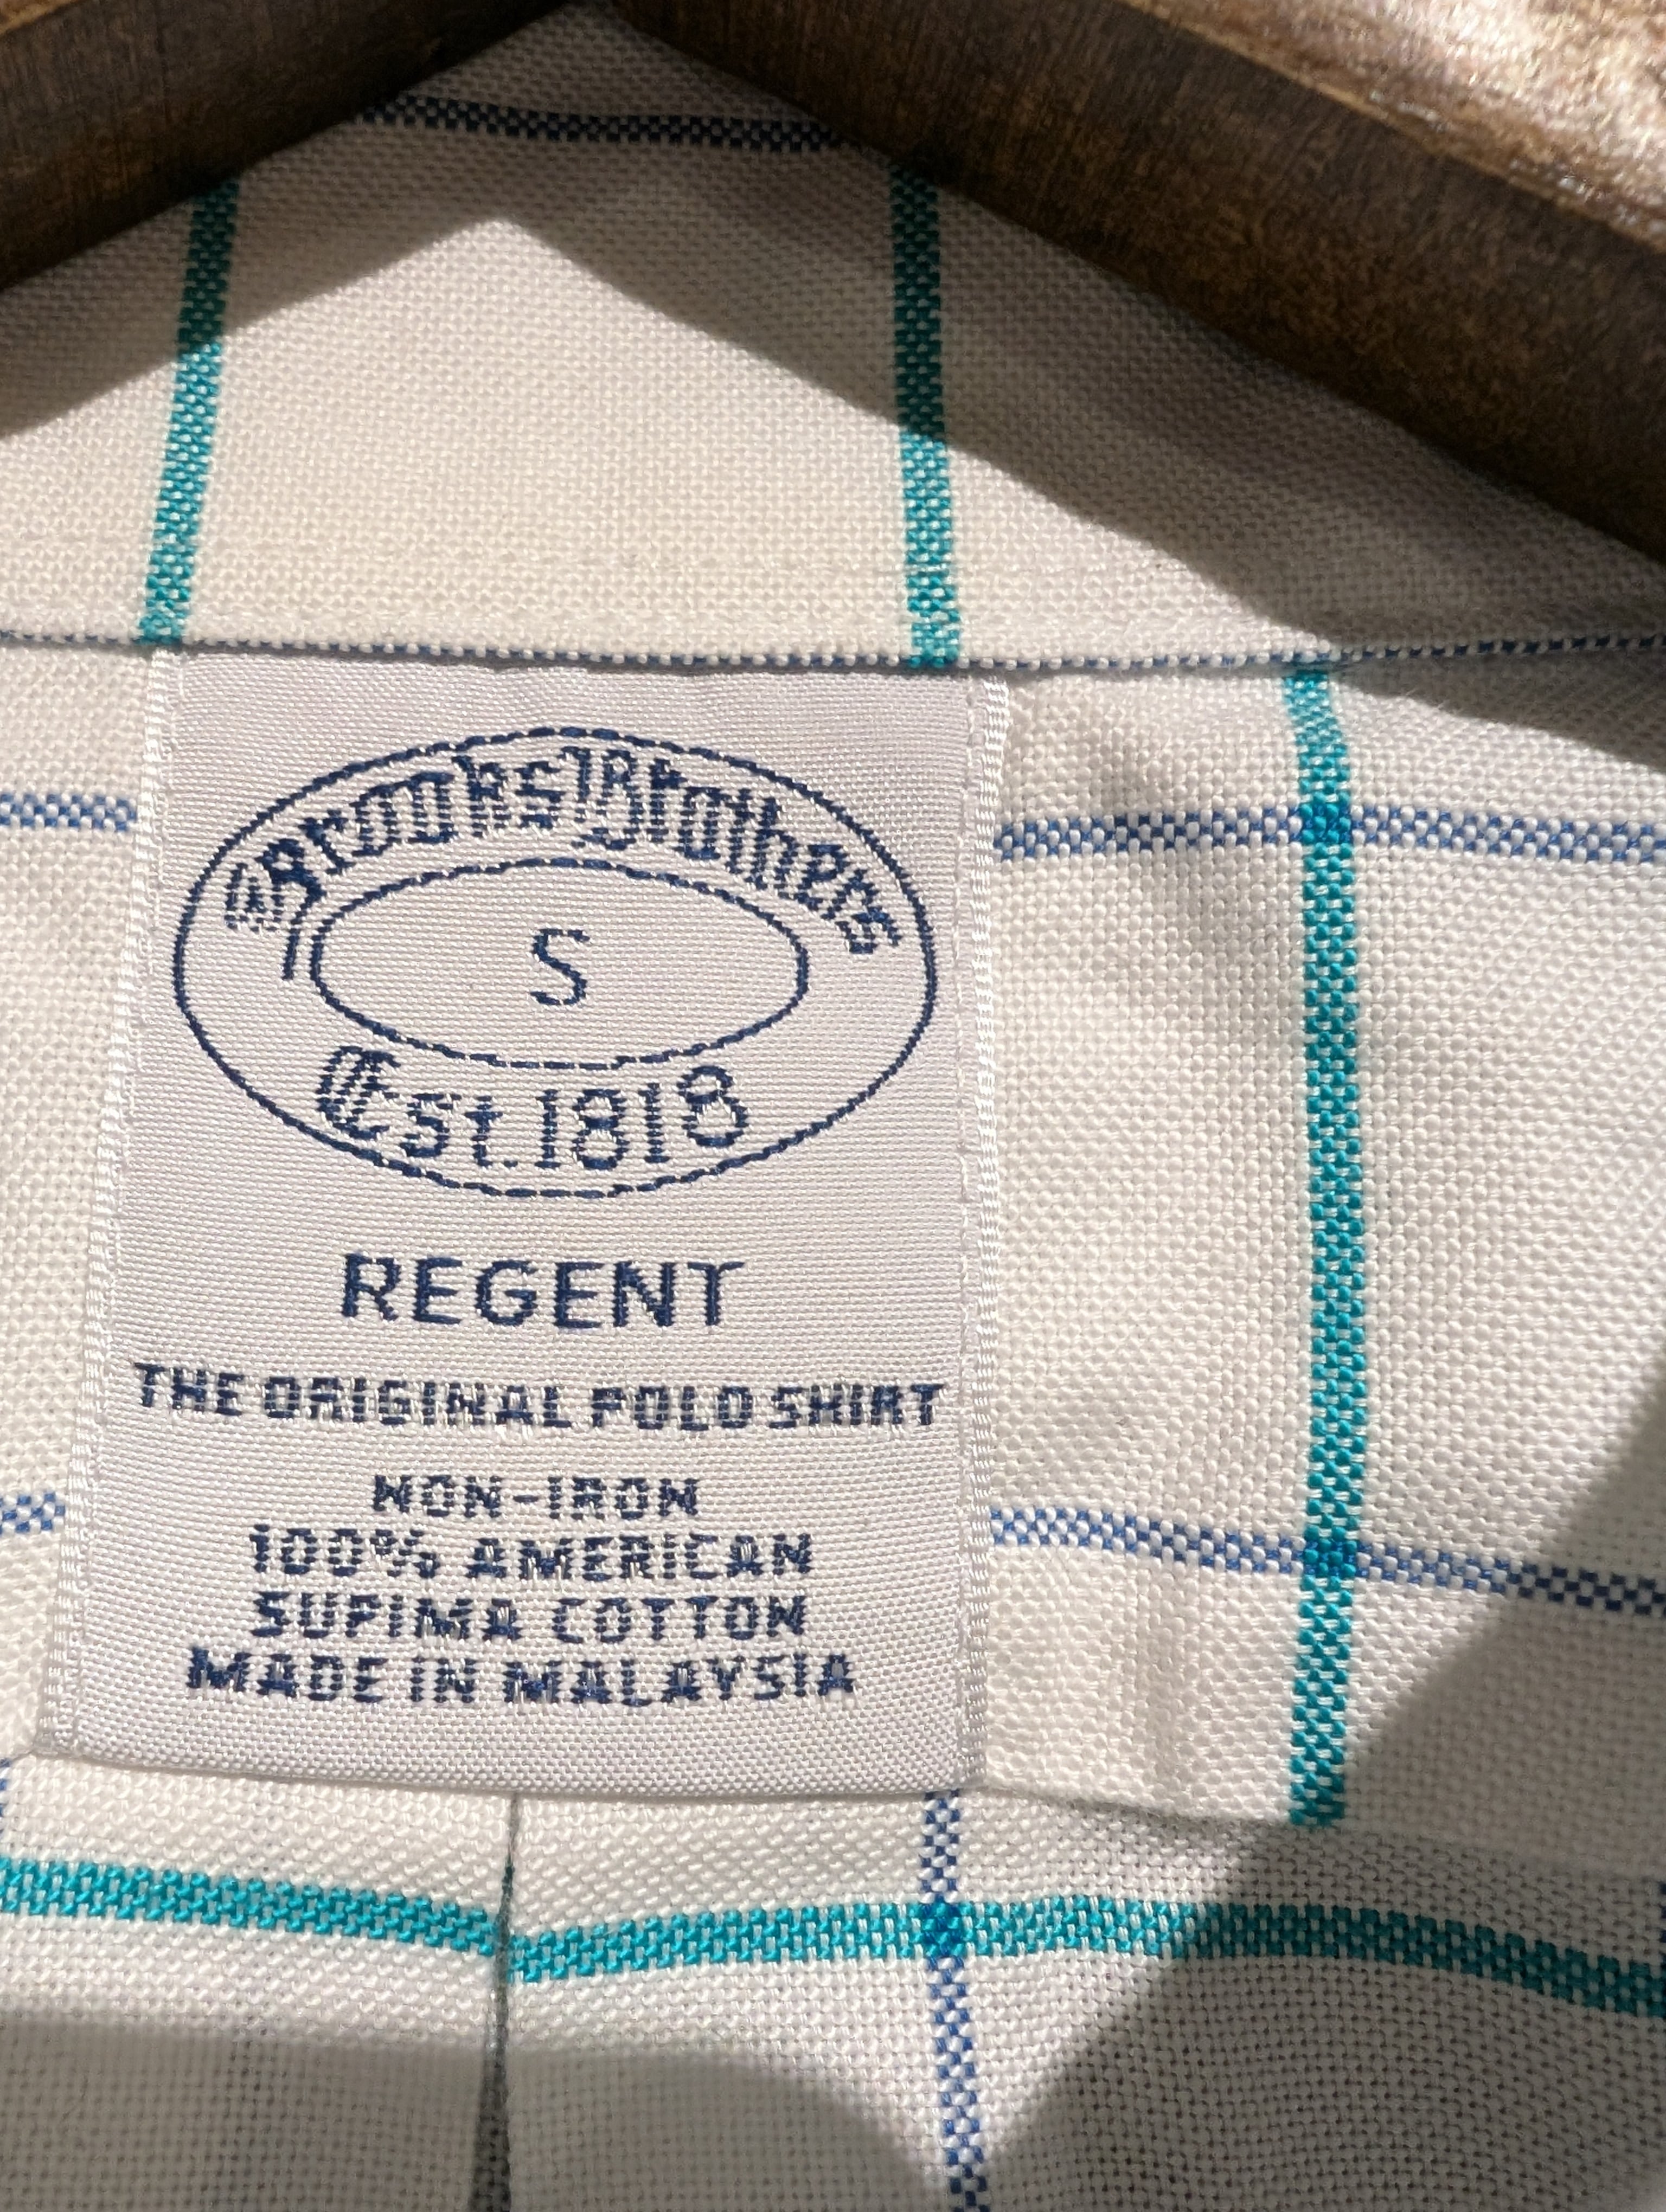 Brooks Brothers
S
Est. 1818
REGENT
THE ORIGINAL POLO SHIRT
NON-IRON
100% AMERICAN
SUPIMA COTTON
MADE IN MALAYSIA